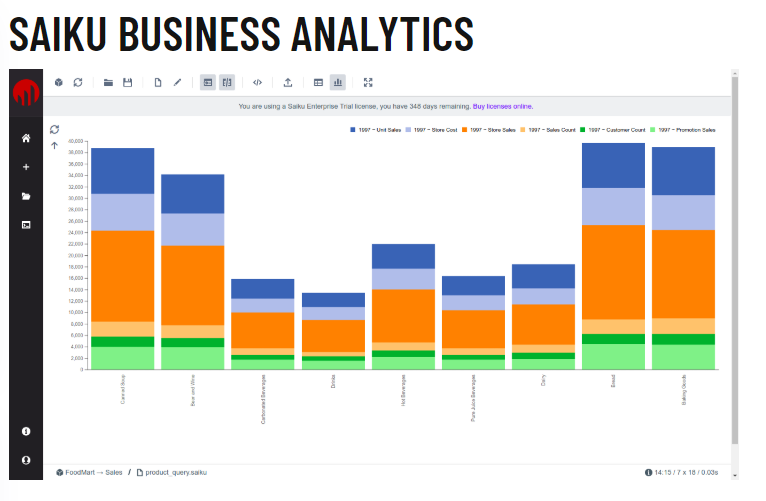 SAIKU BUSINESS ANALYTICS
You are using a Saiku Enterprise Trial license, you have 348 days remaining. Buy licenses online.
1997 ~ Unit Sales
1997 ~ Store Cost
1997 ~ Store Sales
1997 ~ Sales Count
1997 ~ Customer Count
1997 ~ Promotion Sales
40,000
38,000
36,000
34,000
32,000
30,000
28,000
26,000
24,000
22,000
20,000
18,000
16,000
14,000
12,000
10,000
8,000
6,000
4,000
2,000
0
Canned Soup
Beer and Wine
Carbonated Beverages
Drinks
Hot Beverages
Pure Juice Beverages
Dairy
Bread
Baking Goods
FoodMart → Sales / product_query.saiku
14:15 / 7 x 18 / 0.03s